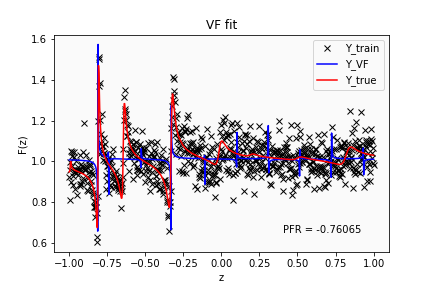 VF fit
F(z)
1.6
1.4
1.2
1.0
0.8
0.6
Y_train
Y_VF
Y_true
PFR = -0.76065
−1.00 −0.75 −0.50 −0.25 0.00 0.25 0.50 0.75 1.00
z